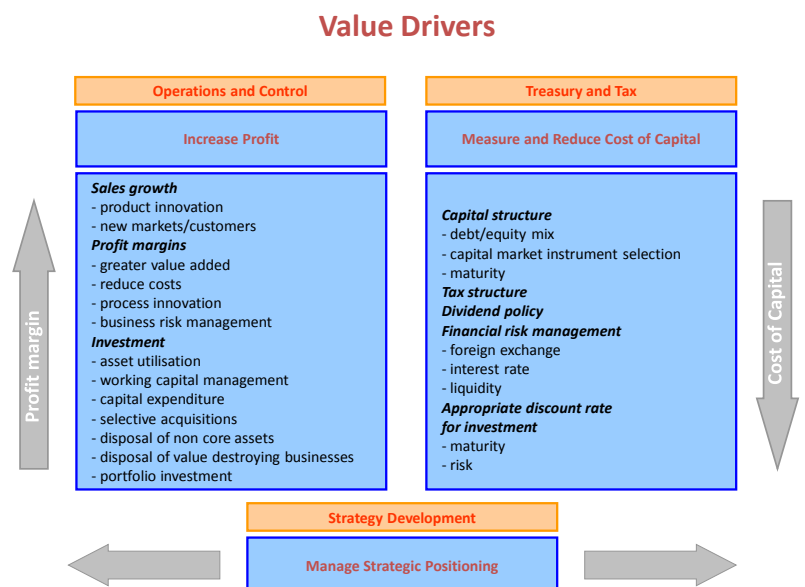 Value Drivers
Operations and Control
Increase Profit
Sales growth
- product innovation
- new markets/customers
Profit margins
- greater value added
- reduce costs
- process innovation
- business risk management
Investment
- asset utilisation
- working capital management
- capital expenditure
- selective acquisitions
- disposal of non core assets
- disposal of value destroying businesses
- portfolio investment
Profit margin
Treasury and Tax
Measure and Reduce Cost of Capital
Capital structure
- debt/equity mix
- capital market instrument selection
- maturity
Tax structure
Dividend policy
Financial risk management
- foreign exchange
- interest rate
- liquidity
Appropriate discount rate
for investment
- maturity
- risk
Cost of Capital
Strategy Development
Manage Strategic Positioning